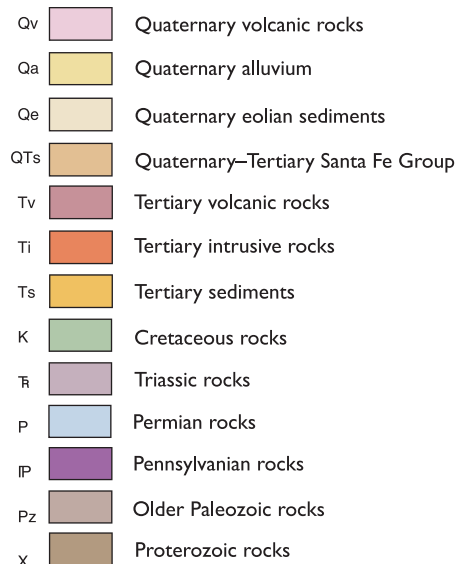 Qv Quaternary volcanic rocks
Qa Quaternary alluvium
Qe Quaternary eolian sediments
QTs Quaternary–Tertiary Santa Fe Group
Tv Tertiary volcanic rocks
Ti Tertiary intrusive rocks
Ts Tertiary sediments
K Cretaceous rocks
TR Triassic rocks
P Permian rocks
IP Pennsylvanian rocks
Pz Older Paleozoic rocks
X Proterozoic rocks